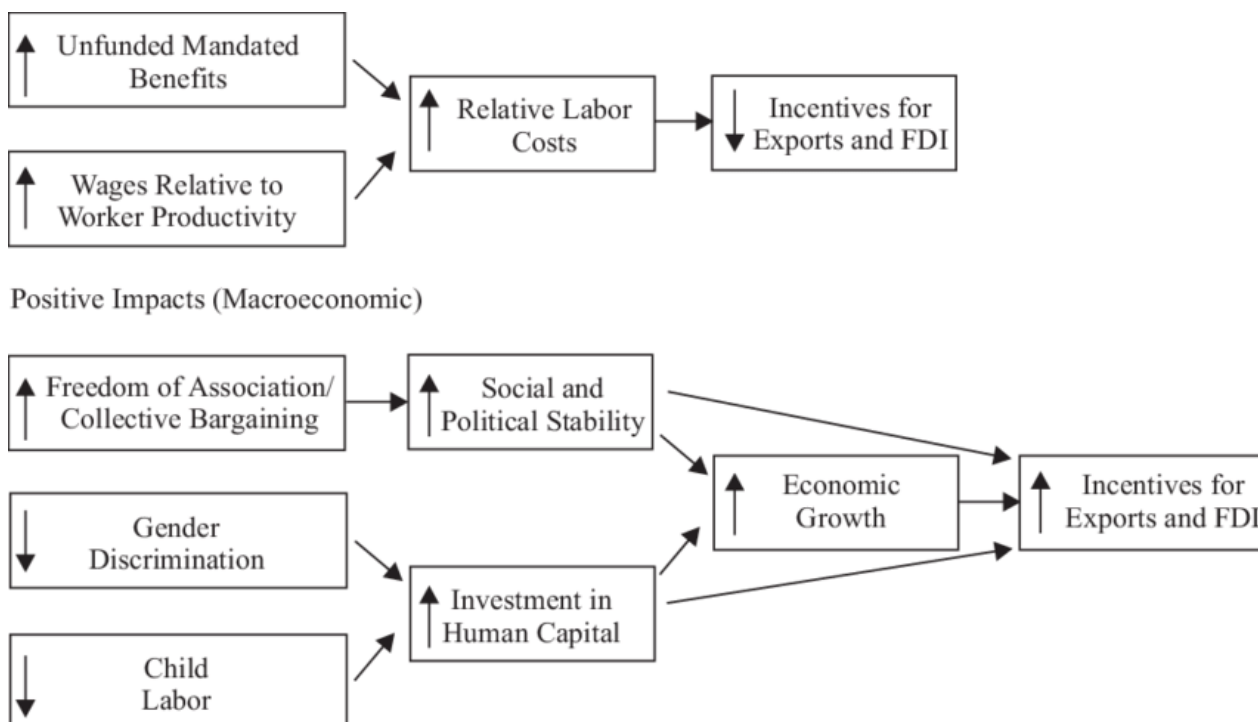 Unfunded Mandated
Benefits
Relative Labor
Costs
Incentives for
Exports and FDI
Wages Relative to
Worker Productivity
Positive Impacts (Macroeconomic)
Freedom of Association/
Collective Bargaining
Social and
Political Stability
Economic
Growth
Incentives for
Exports and FDI
Gender
Discrimination
Investment in
Human Capital
Child
Labor